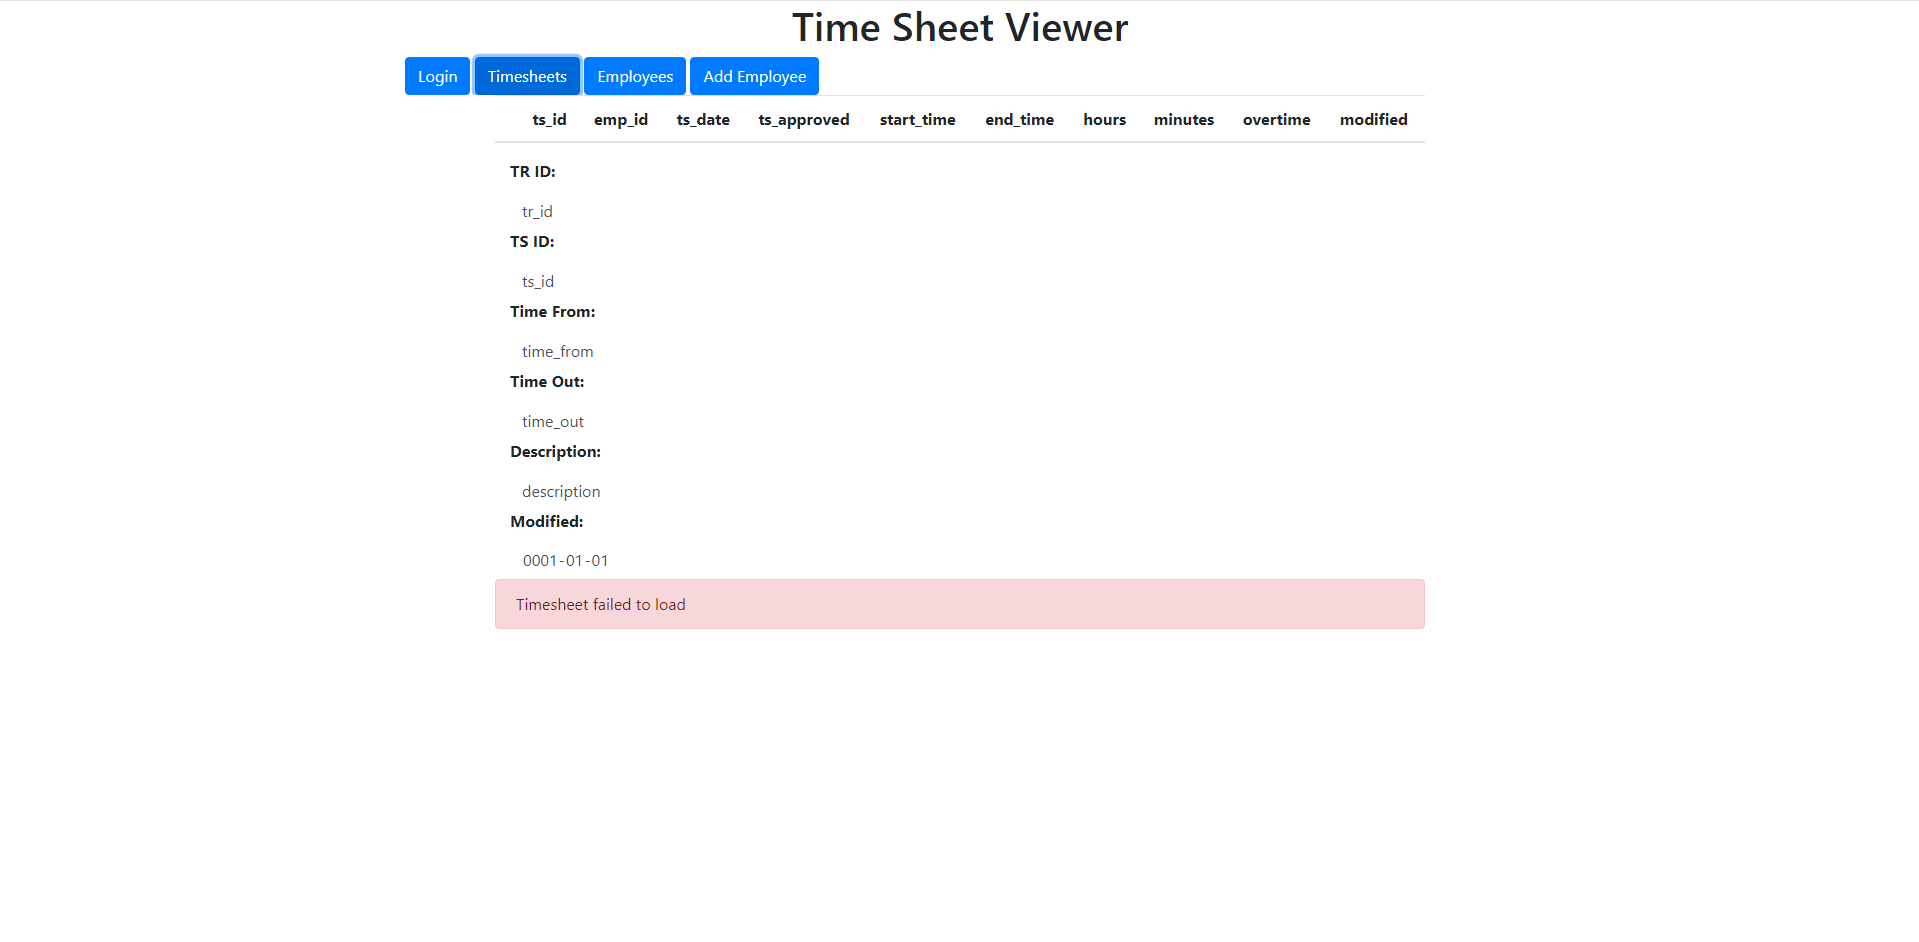 Time Sheet Viewer
Login Timesheets Employees Add Employee
ts_id emp_id ts_date ts_approved start_time end_time hours minutes overtime modified
TR ID:
tr_id
TS ID:
ts_id
Time From:
time_from
Time Out:
time_out
Description:
description
Modified:
0001-01-01
Timesheet failed to load